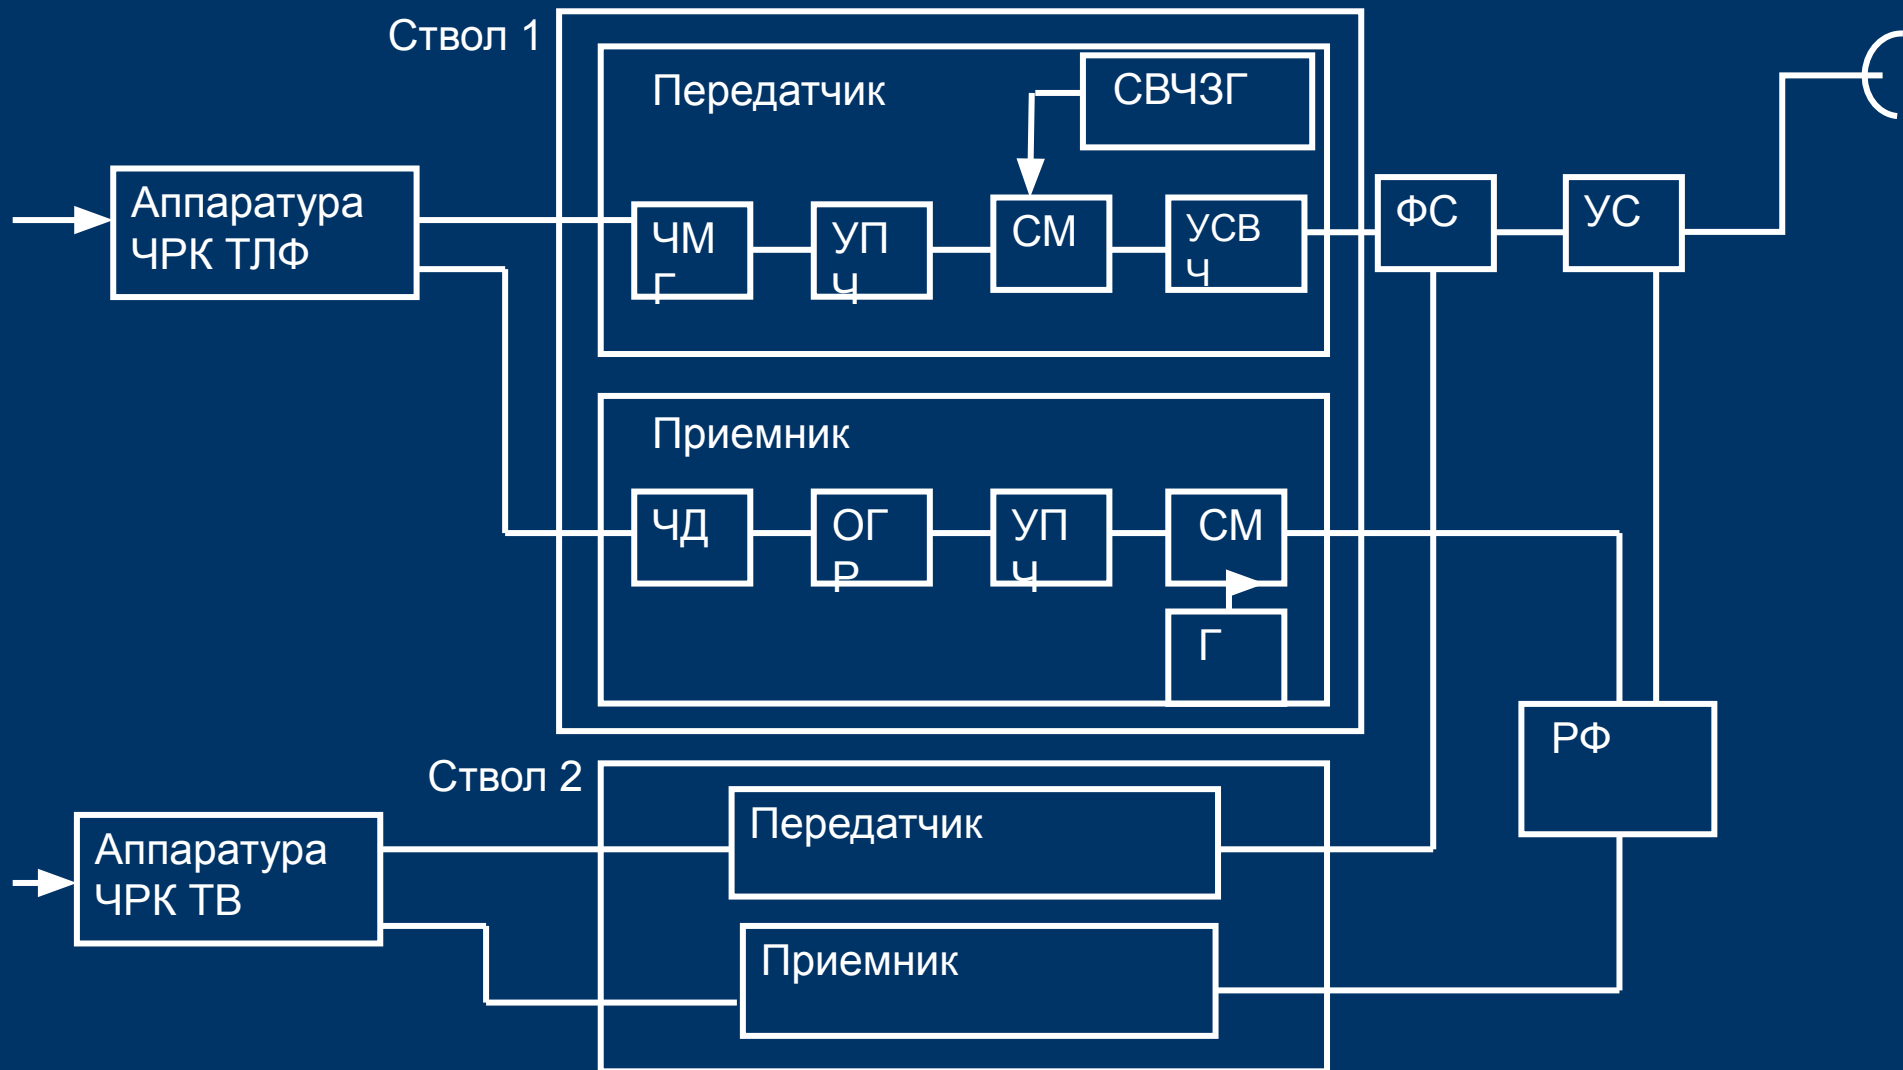 Ствол 1
Передатчик
СВЧЗГ
Аппаратура
ЧРК ТЛФ
ЧМ
Г
УП
Ч
СМ
УСВ
Ч
ФС
УС
Приемник
ЧД
ОГ
Р
УП
Ч
СМ
Г
РФ
Ствол 2
Аппаратура
ЧРК ТВ
Передатчик
Приемник